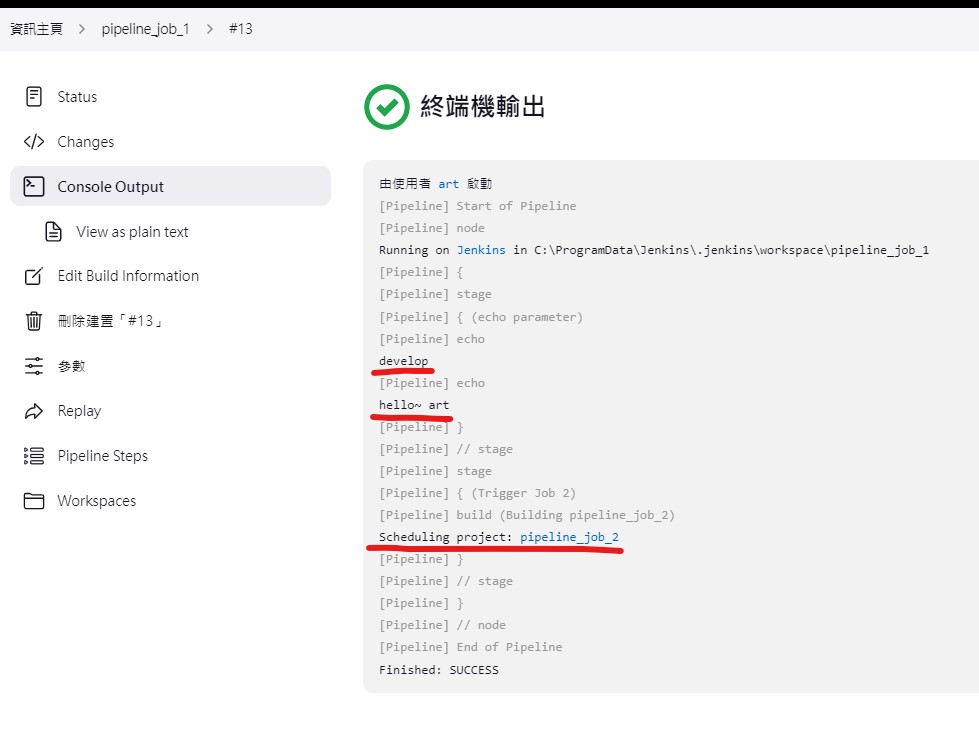 資訊主頁 > pipeline_job_1 > #13
Status
Changes
Console Output
View as plain text
Edit Build Information
刪除建置「#13」
參數
Replay
Pipeline Steps
Workspaces
終端機輸出
由使用者 art 啟動
[Pipeline] Start of Pipeline
[Pipeline] node
Running on Jenkins in C:\ProgramData\Jenkins\.jenkins\workspace\pipeline_job_1
[Pipeline] {
[Pipeline] stage
[Pipeline] { (echo parameter)
[Pipeline] echo
develop
[Pipeline] echo
hello~ art
[Pipeline] }
[Pipeline] // stage
[Pipeline] stage
[Pipeline] { (Trigger Job 2)
[Pipeline] build (Building pipeline_job_2)
Scheduling project: pipeline_job_2
[Pipeline] }
[Pipeline] // stage
[Pipeline] }
[Pipeline] // node
[Pipeline] End of Pipeline
Finished: SUCCESS